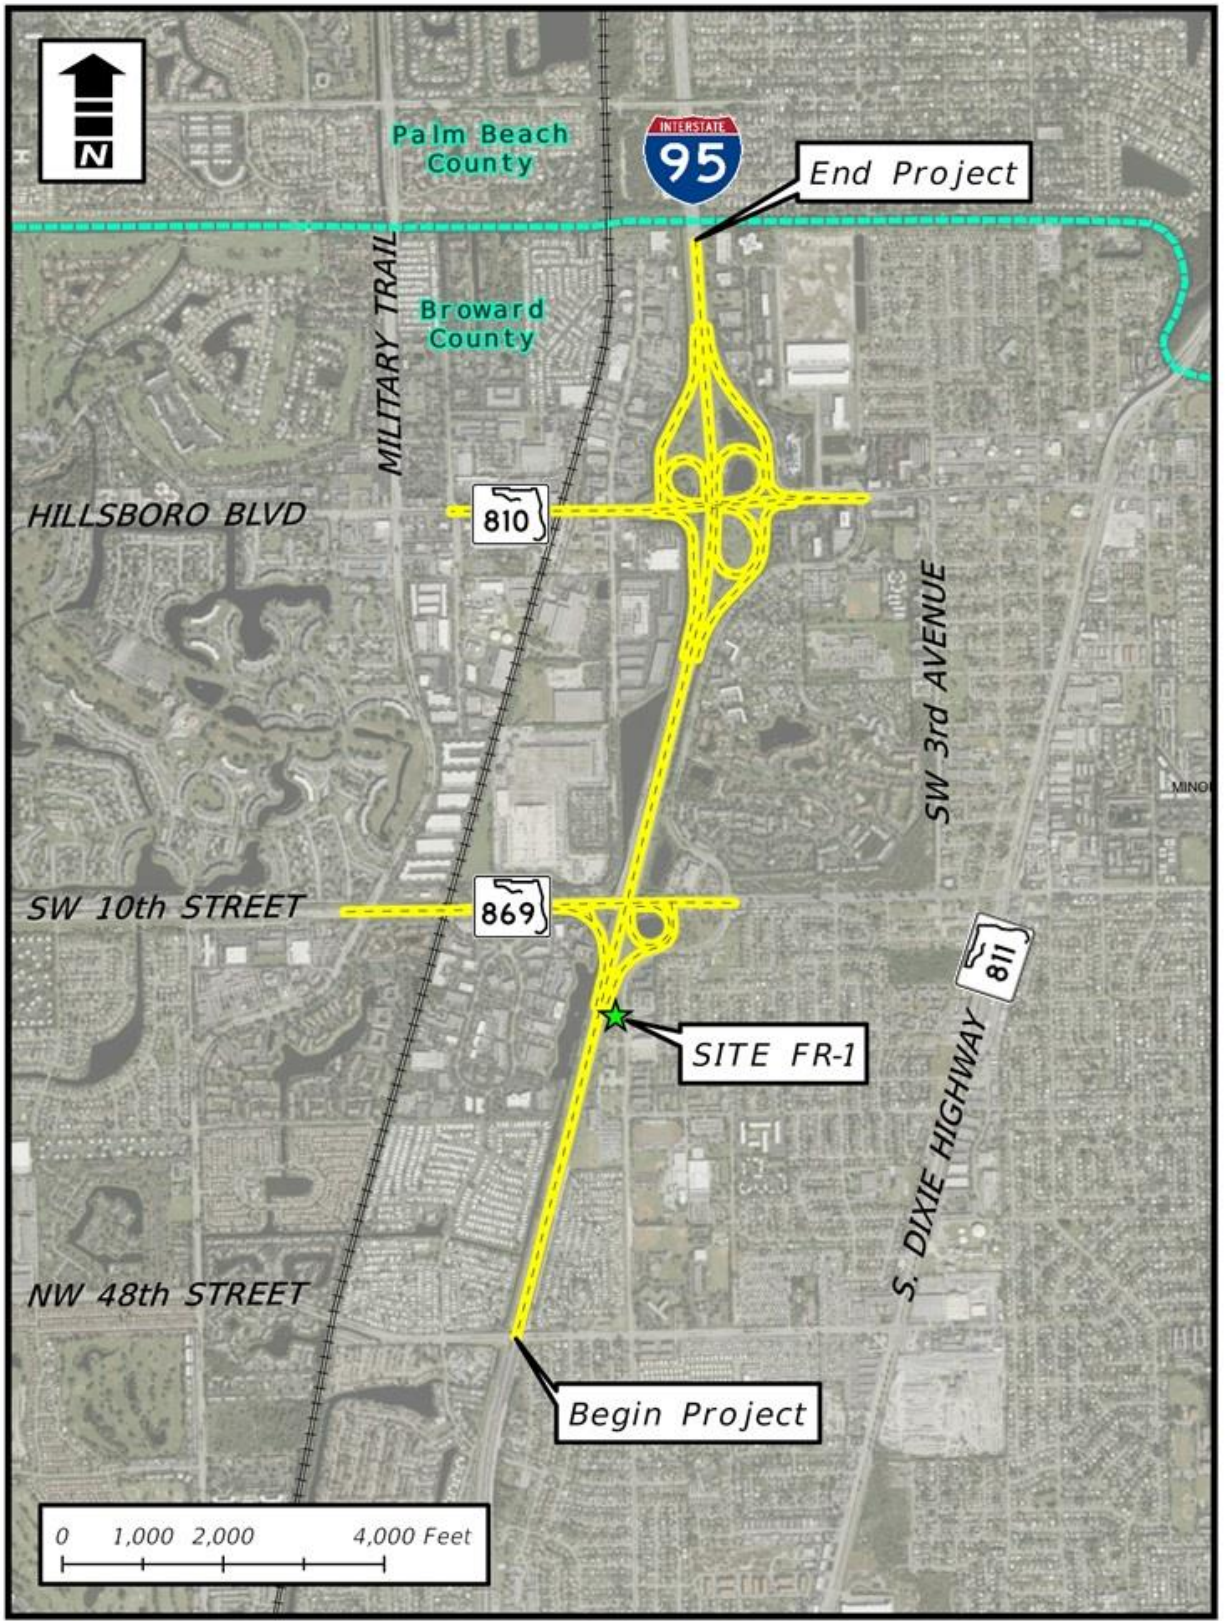 N
Palm Beach
County
INTERSTATE
95
End Project
MILITARY TRAIL
Broward
County
HILLSBORO BLVD
810
SW 3rd AVENUE
SW 10th STREET
869
811
SITE FR-1
S. DIXIE HIGHWAY
NW 48th STREET
Begin Project
0 1,000 2,000 4,000 Feet